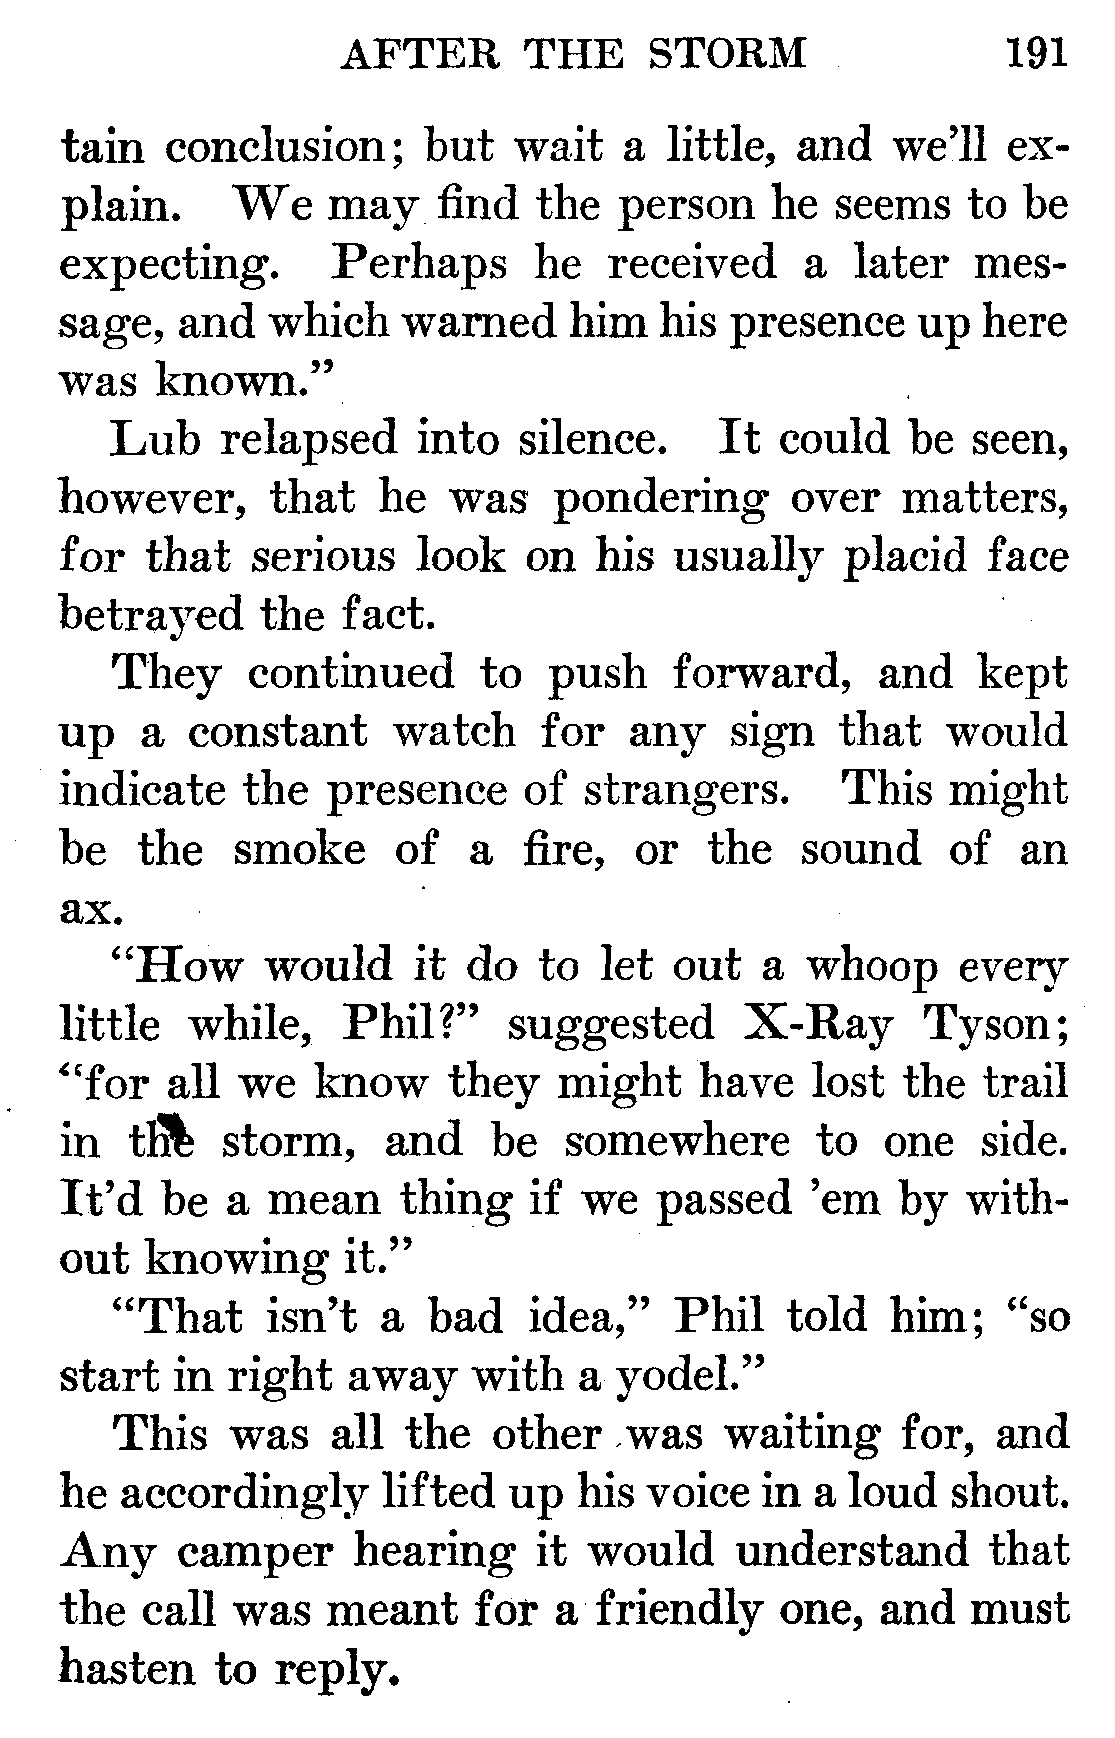 AFTER THE STORM 191
tain conclusion; but wait a little, and we'll ex-
plain. We may find the person he seems to be
expecting. Perhaps he received a later mes-
sage, and which warned him his presence up here
was known."
Lub relapsed into silence. It could be seen,
however, that he was pondering over matters,
for that serious look on his usually placid face
betrayed the fact.
They continued to push forward, and kept
up a constant watch for any sign that would
indicate the presence of strangers. This might
be the smoke of a fire, or the sound of an
ax.
"How would it do to let out a whoop every
little while, Phil?" suggested X-Ray Tyson;
"for all we know they might have lost the trail
in the storm, and be somewhere to one side.
It'd be a mean thing if we passed 'em by with-
out knowing it."
"That isn't a bad idea," Phil told him; "so
start in right away with a yodel."
This was all the other was waiting for, and
he accordingly lifted up his voice in a loud shout.
Any camper hearing it would understand that
the call was meant for a friendly one, and must
hasten to reply.